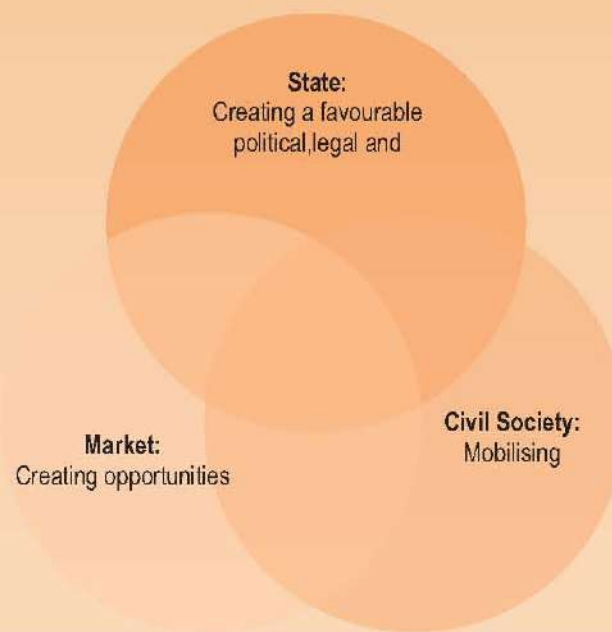 State:
Creating a favourable
political,legal and
Market:
Creating opportunities
Civil Society:
Mobilising